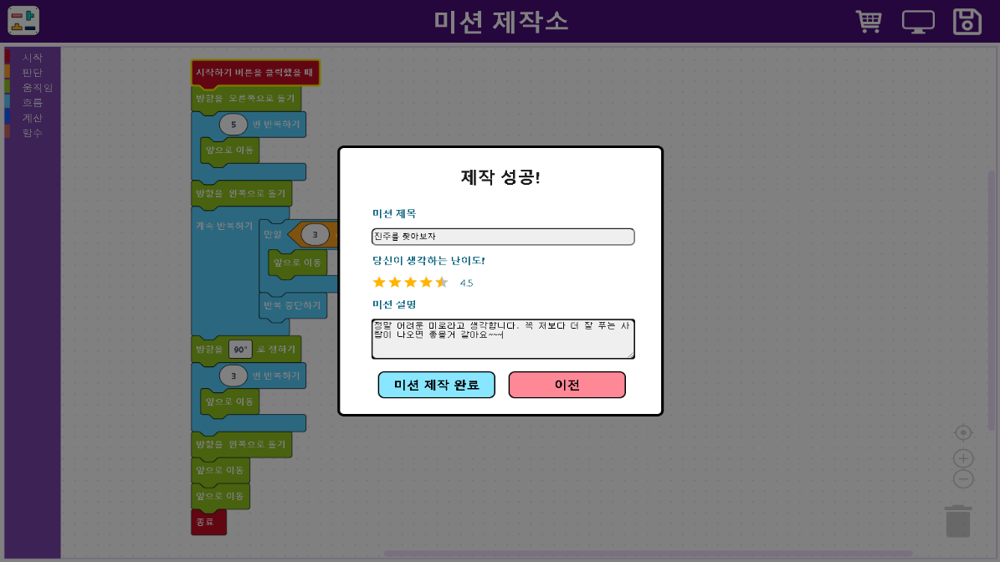 미션 제작소
시작
판단
움직임
흐름
계산
함수
시작하기 버튼을 클릭했을 때
방향을 오른쪽으로 돌기
5 번 반복하기
앞으로 이동
방향을 왼쪽으로 돌기
계속 반복하기
만일 3
앞으로 이동
반복 중단하기
방향을 90° 로 정하기
3 번 반복하기
앞으로 이동
방향을 왼쪽으로 돌기
앞으로 이동
앞으로 이동
종료
제작 성공!
미션 제목
진주를 찾아보자
당신이 생각하는 난이도!
4.5
미션 설명
정말 어려운 미로라고 생각합니다. 꼭 저보다 더 잘 푸는 사
람이 나오면 좋을거 같아요~~~
미션 제작 완료
이전